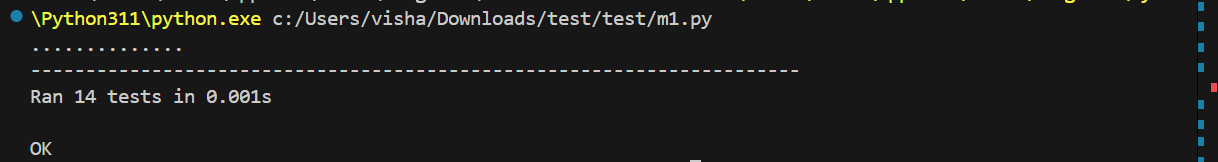 \Python311\python.exe c:/Users/visha/Downloads/test/test/m1.py
..............
----------------------------------------------------------------------
Ran 14 tests in 0.001s
OK